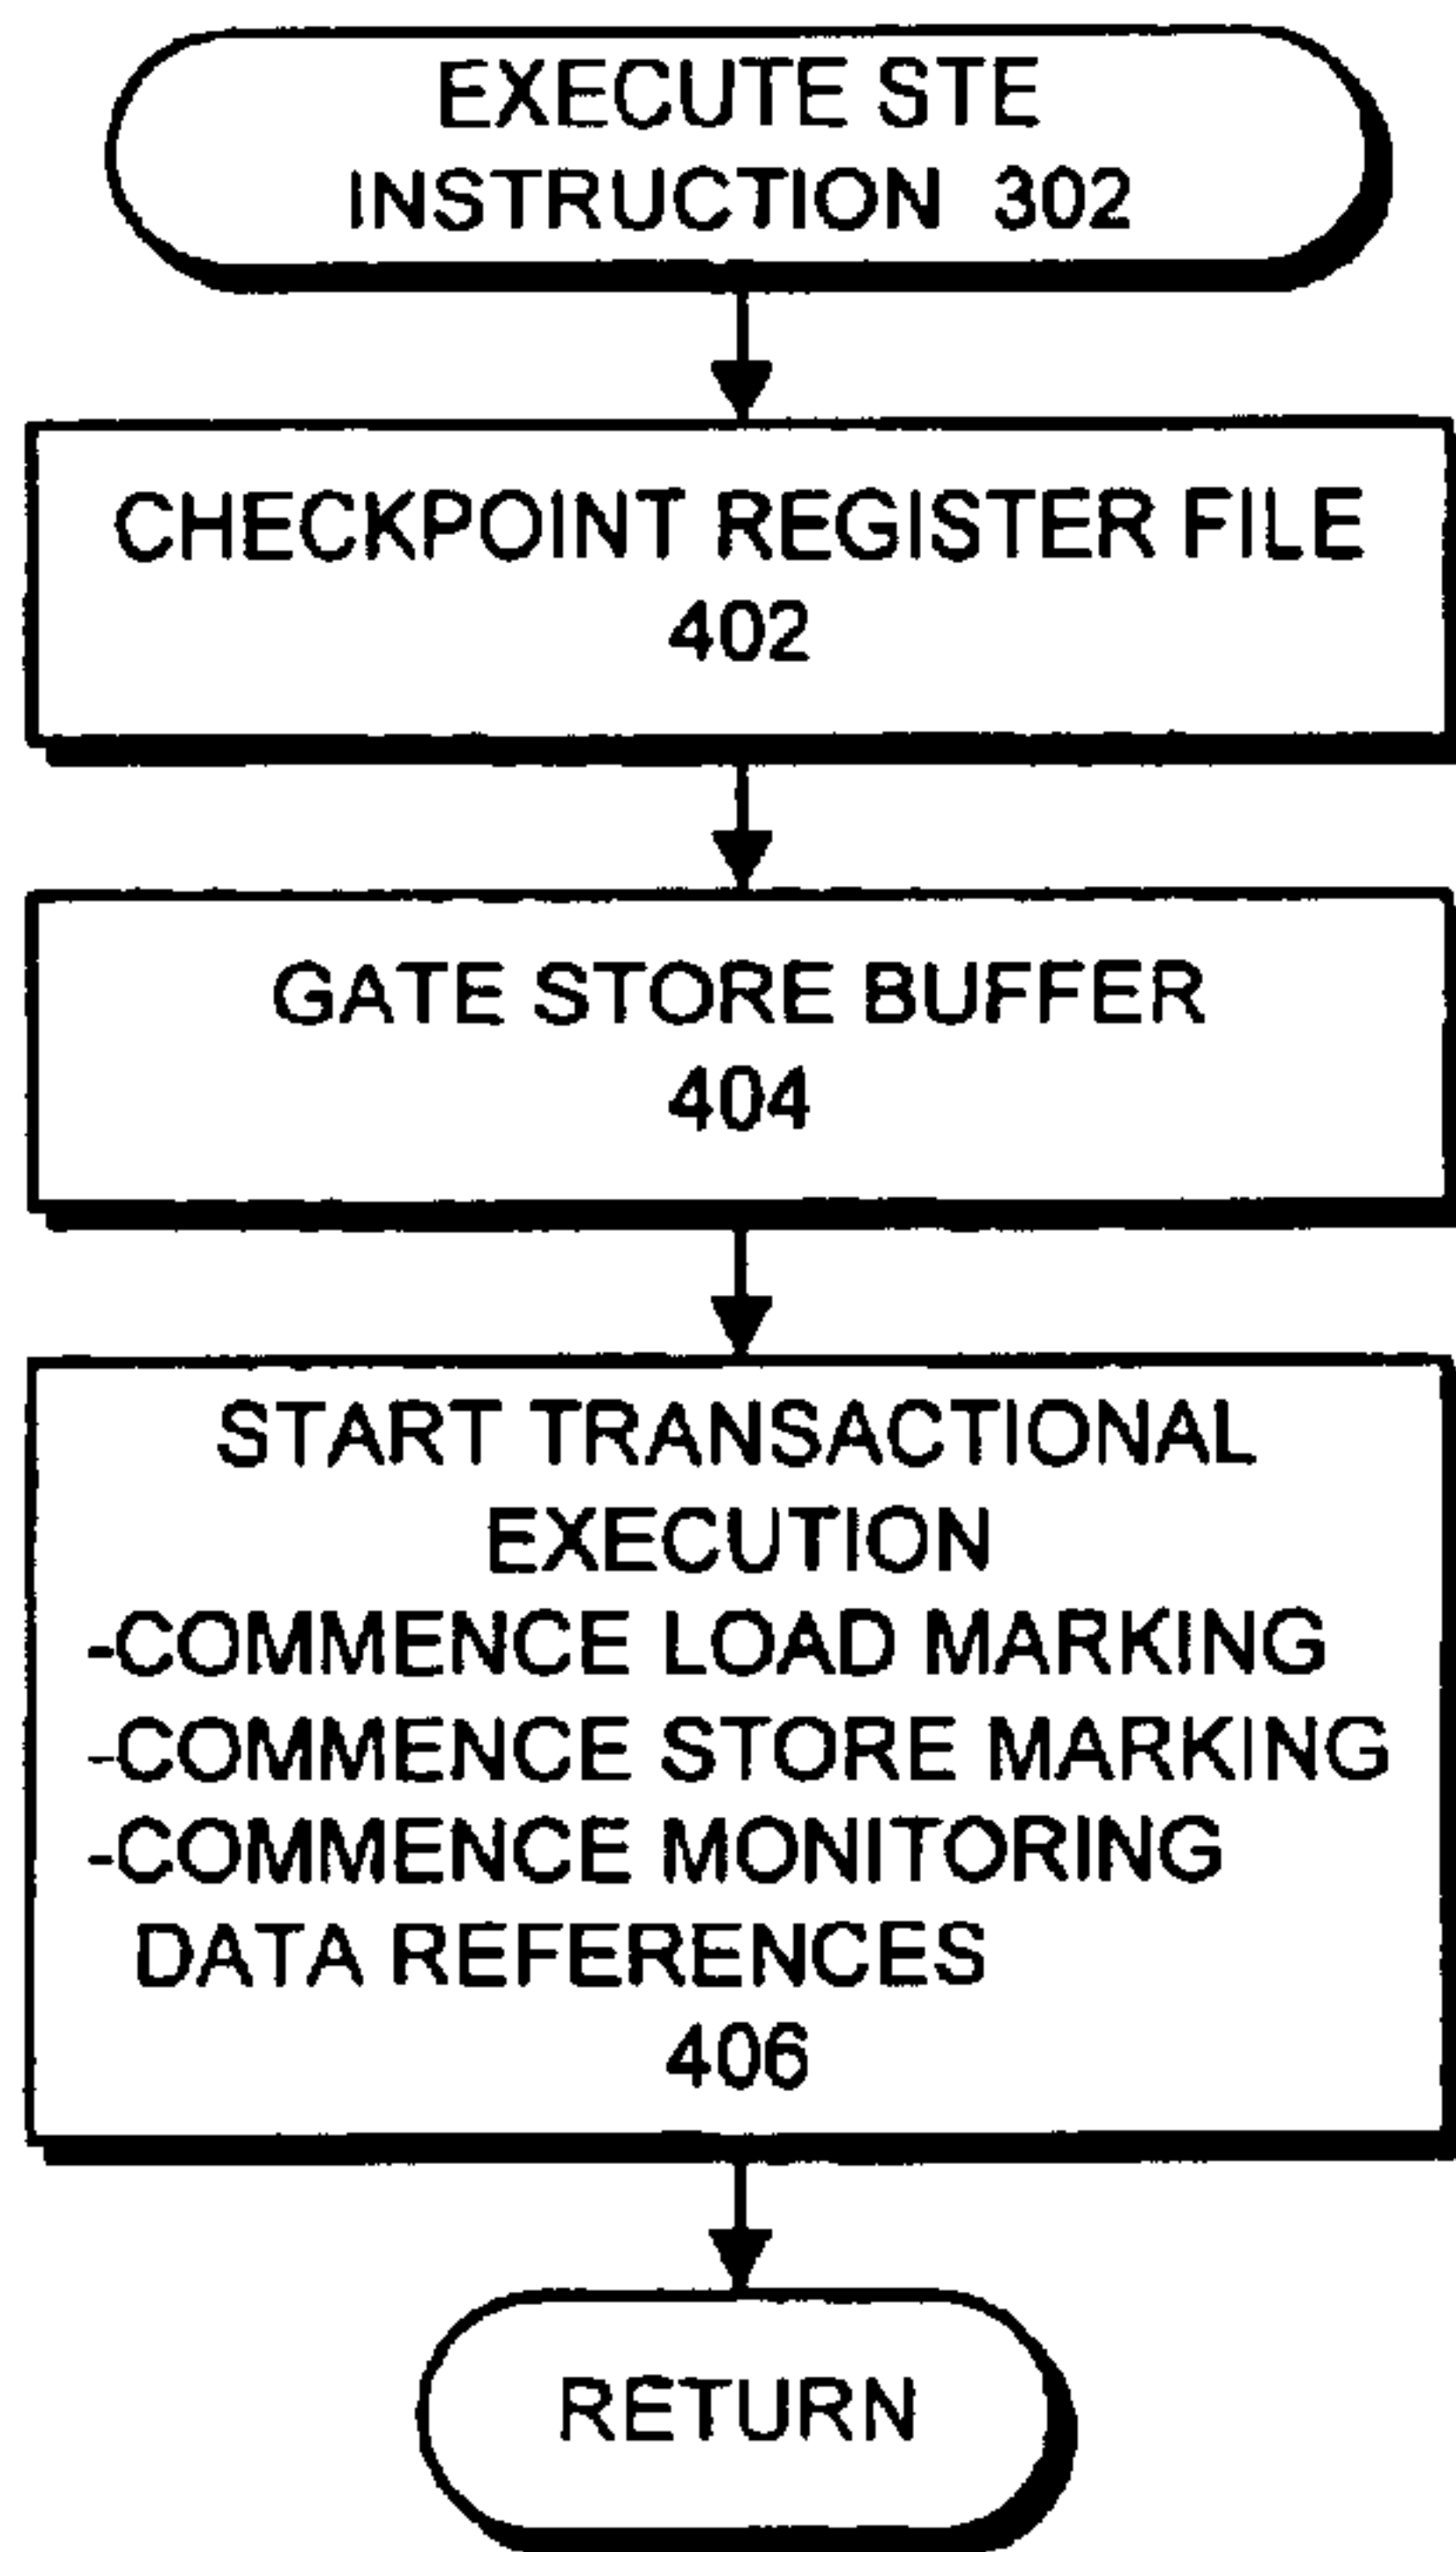 EXECUTE STE
INSTRUCTION 302
CHECKPOINT REGISTER FILE
402
GATE STORE BUFFER
404
START TRANSACTIONAL
EXECUTION
-COMMENCE LOAD MARKING
-COMMENCE STORE MARKING
-COMMENCE MONITORING
DATA REFERENCES
406
RETURN